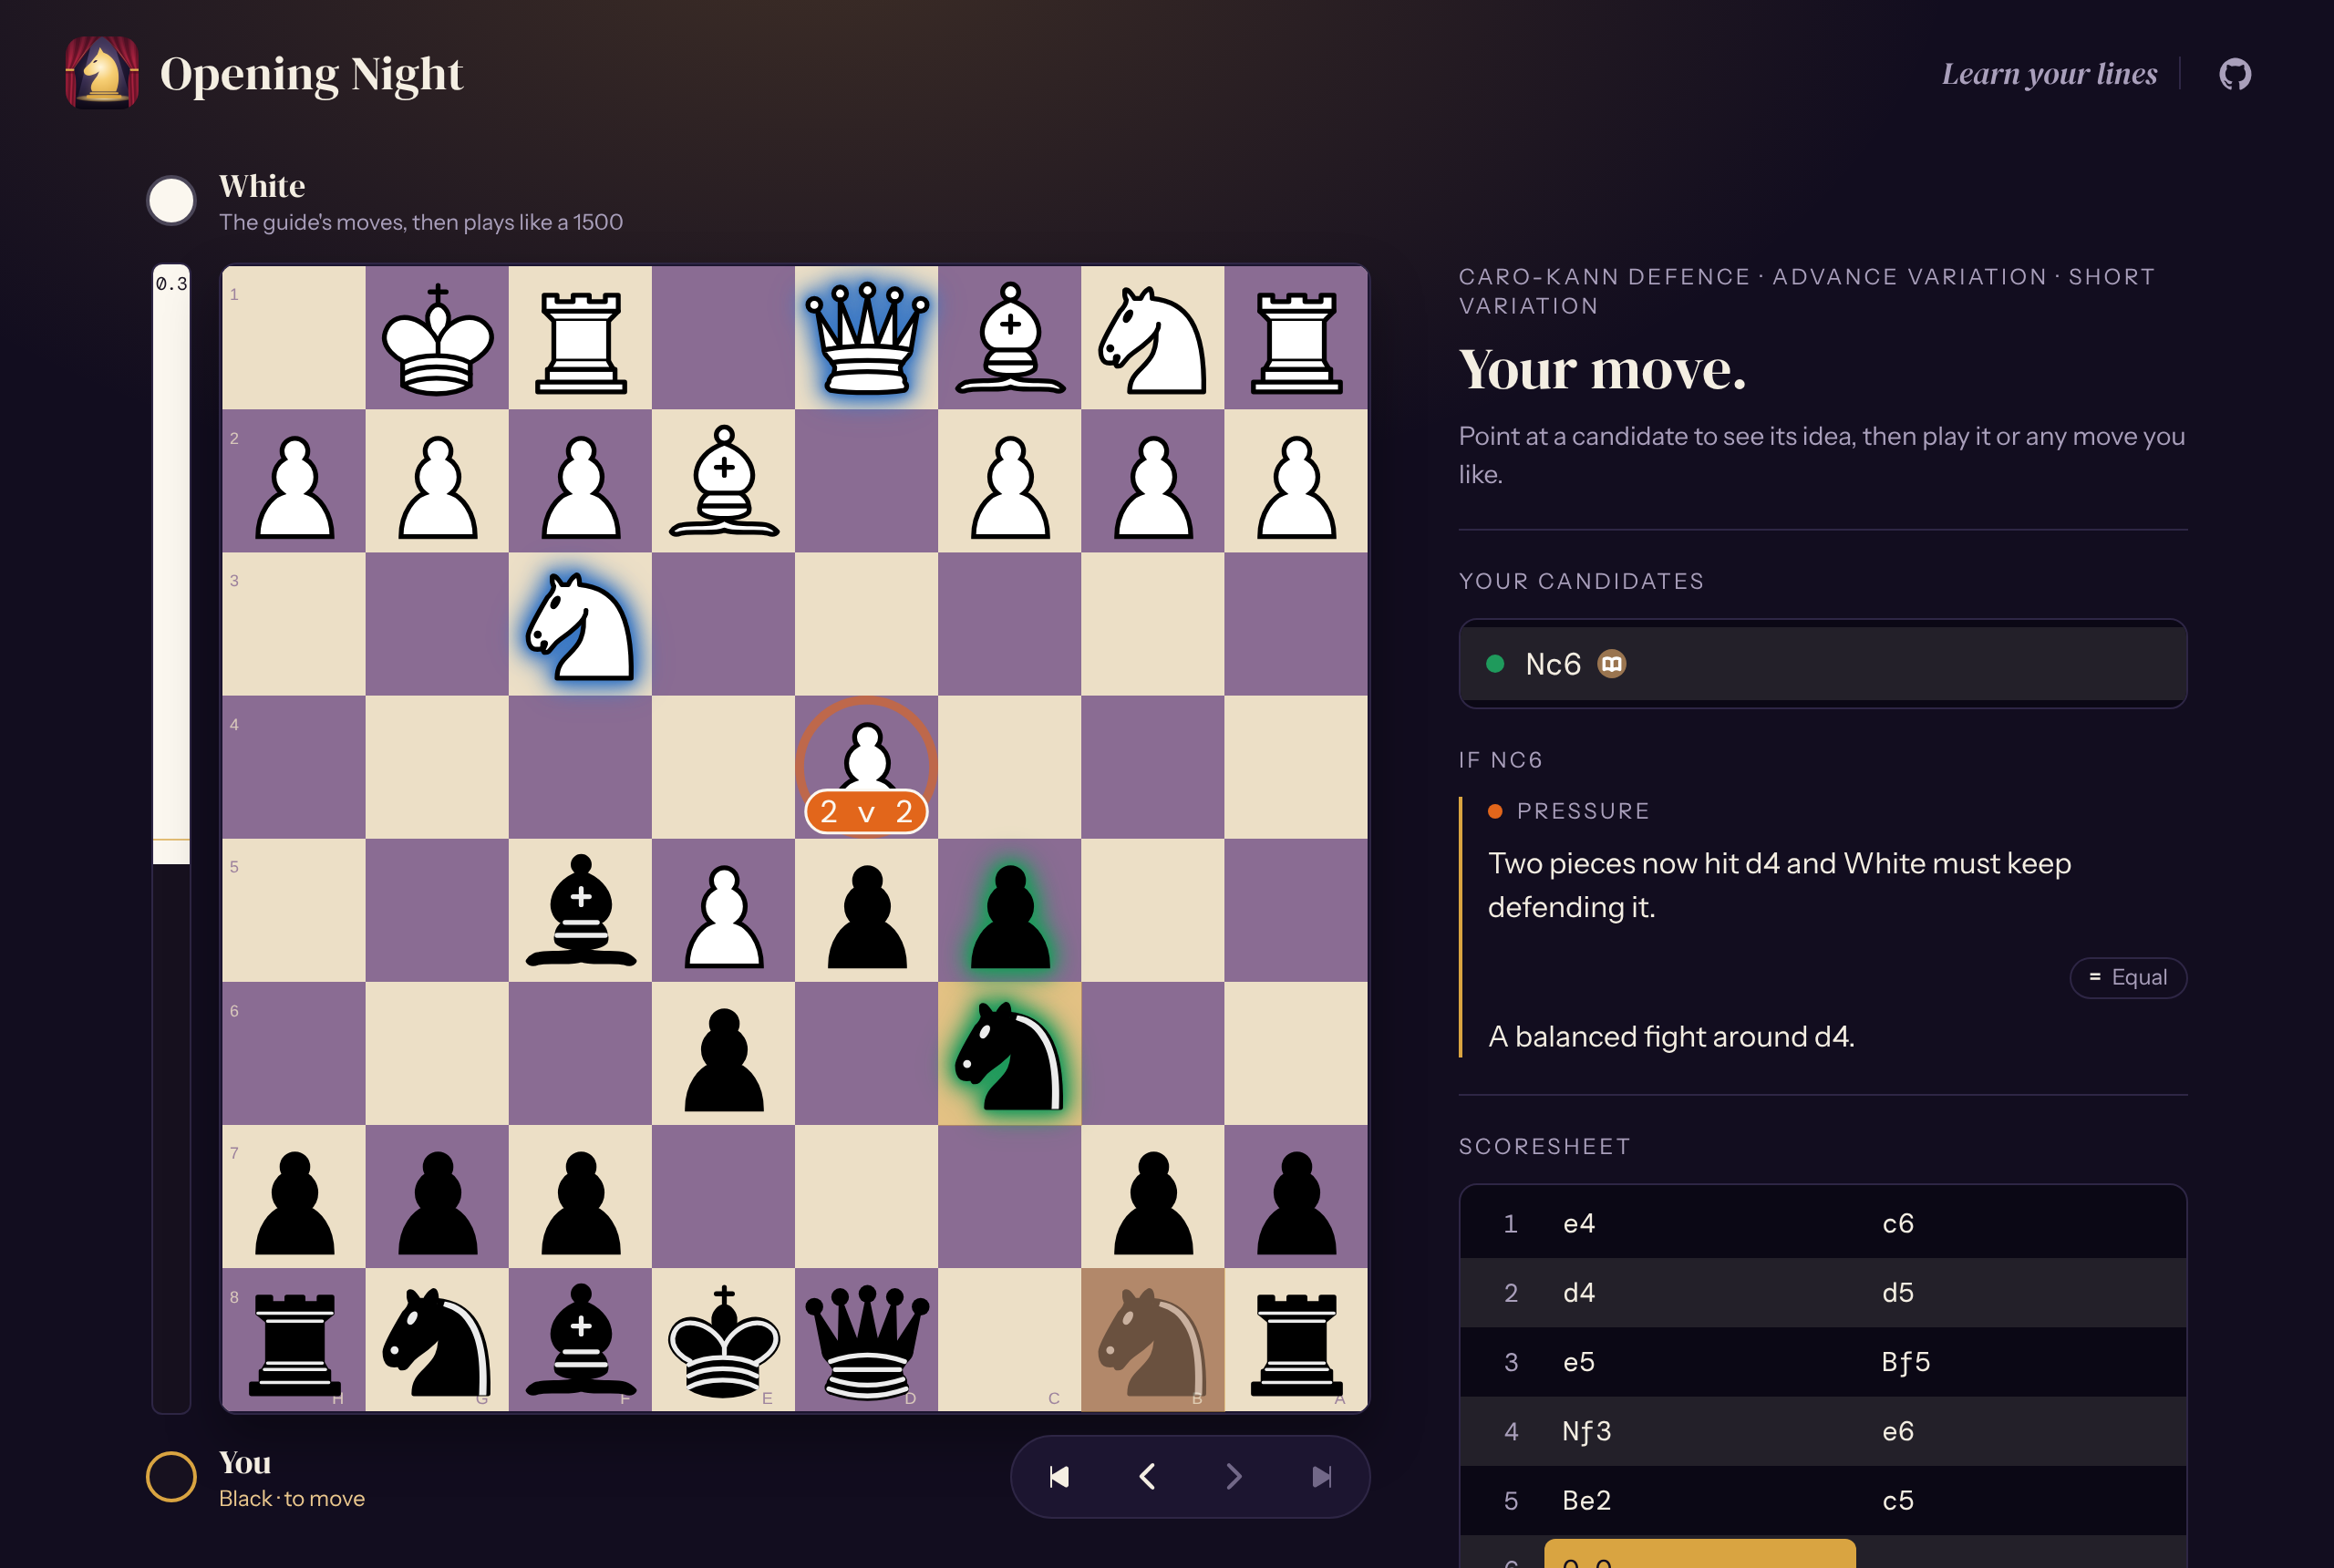 Opening Night
Learn your lines
White
The guide's moves, then plays like a 1500
0.3
1
2
3
4
2 v 2
5
6
7
8
H G F E D C B A
You
Black · to move
CARO-KANN DEFENCE · ADVANCE VARIATION · SHORT
VARIATION
Your move.
Point at a candidate to see its idea, then play it or any move you
like.
YOUR CANDIDATES
Nc6
IF NC6
PRESSURE
Two pieces now hit d4 and White must keep
defending it.
= Equal
A balanced fight around d4.
SCORESHEET
1 e4 c6
2 d4 d5
3 e5 Bf5
4 Nf3 e6
5 Be2 c5